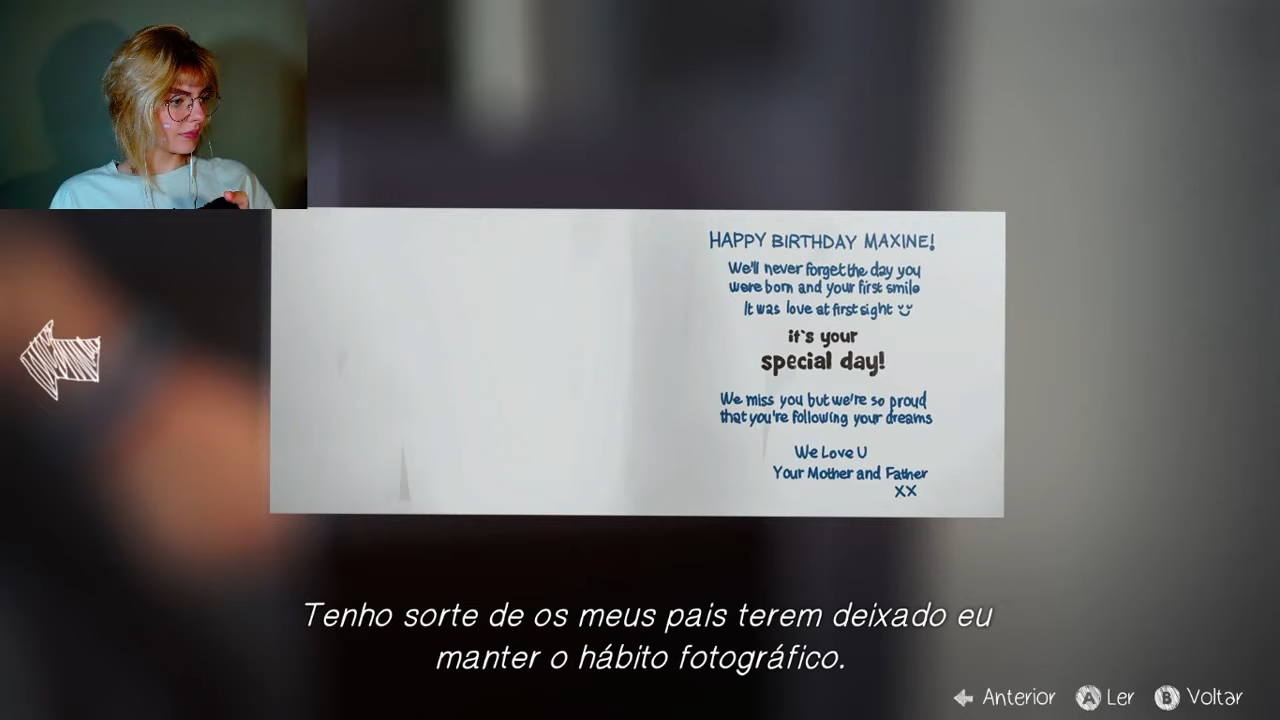 HAPPY BIRTHDAY MAXINE!
We'll never forget the day you
were born and your first smile
It was love at first sight
it's your
special day!
We miss you but we're so proud
that you're following your dreams
We Love U
Your Mother and Father
XX
Tenho sorte de os meus pais terem deixado eu
manter o hábito fotográfico.
Anterior A Ler B Voltar